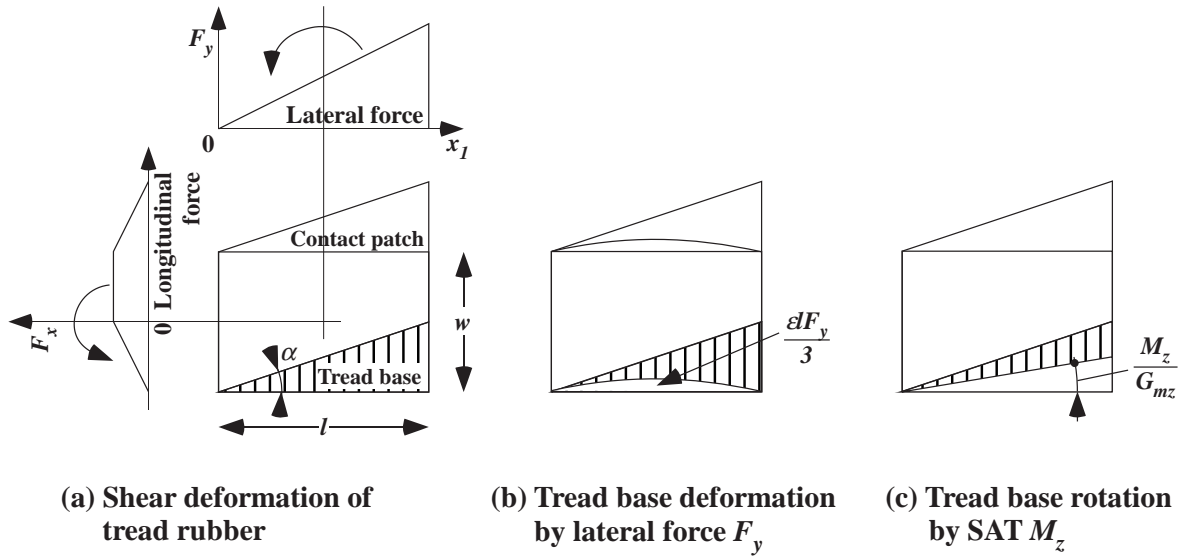 F_y
Lateral force
0
x_1
0 Longitudinal
force
F_x
Contact patch
w
α
Tread base
l
εlF_y
3
M_z
G_mz
(a) Shear deformation of
tread rubber
(b) Tread base deformation
by lateral force F_y
(c) Tread base rotation
by SAT M_z